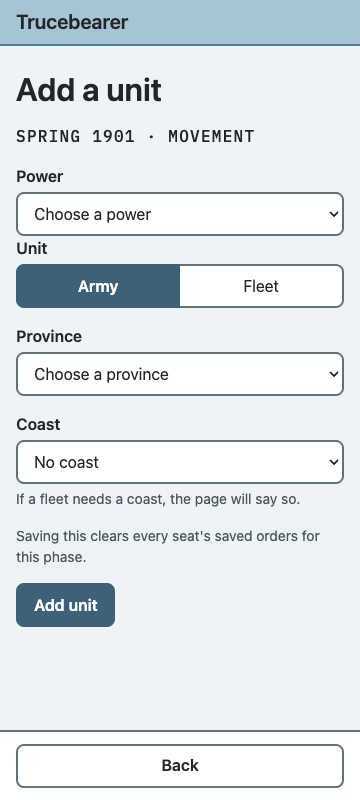 Trucebearer
Add a unit
SPRING 1901 · MOVEMENT
Power
Choose a power
Unit
Army
Fleet
Province
Choose a province
Coast
No coast
If a fleet needs a coast, the page will say so.
Saving this clears every seat's saved orders for
this phase.
Add unit
Back